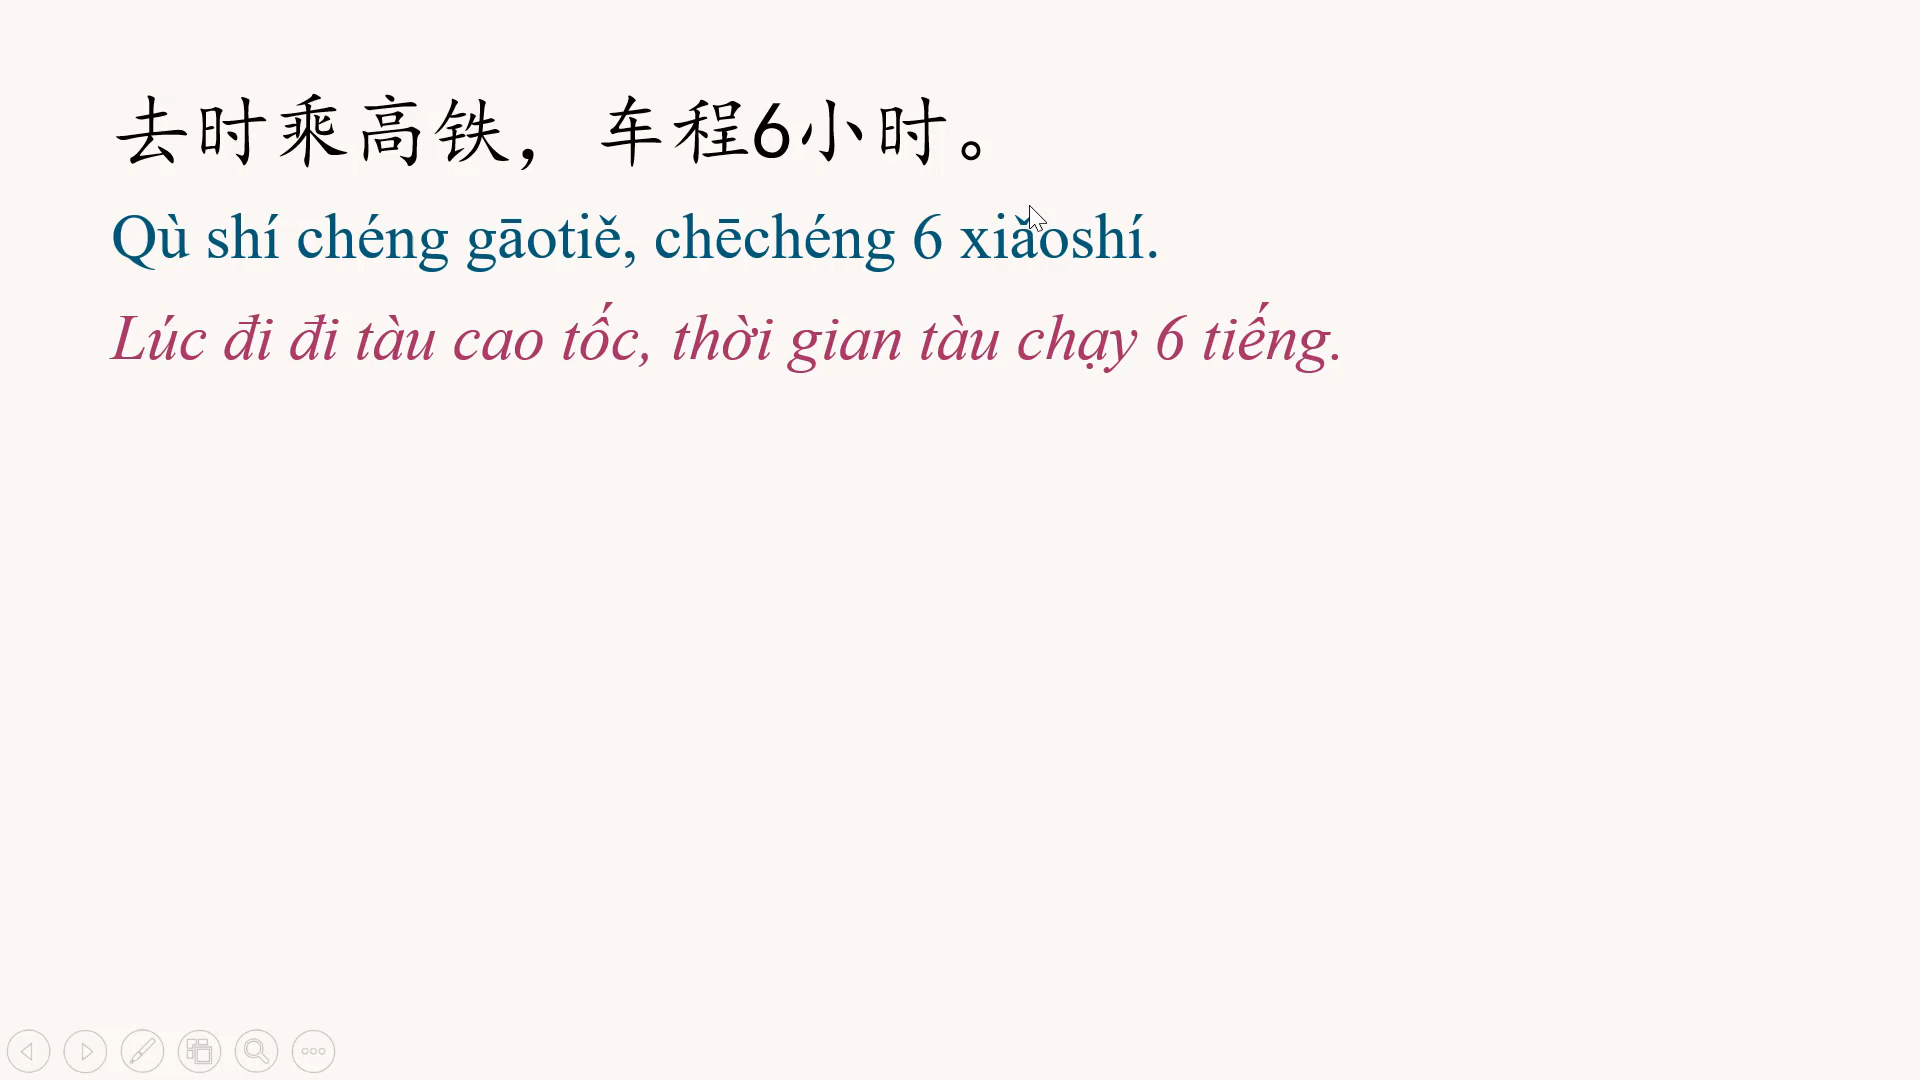 去时乘高铁，车程6小时。
Qù shí chéng gāotiě, chēchéng 6 xiǎoshí.
Lúc đi đi tàu cao tốc, thời gian tàu chạy 6 tiếng.